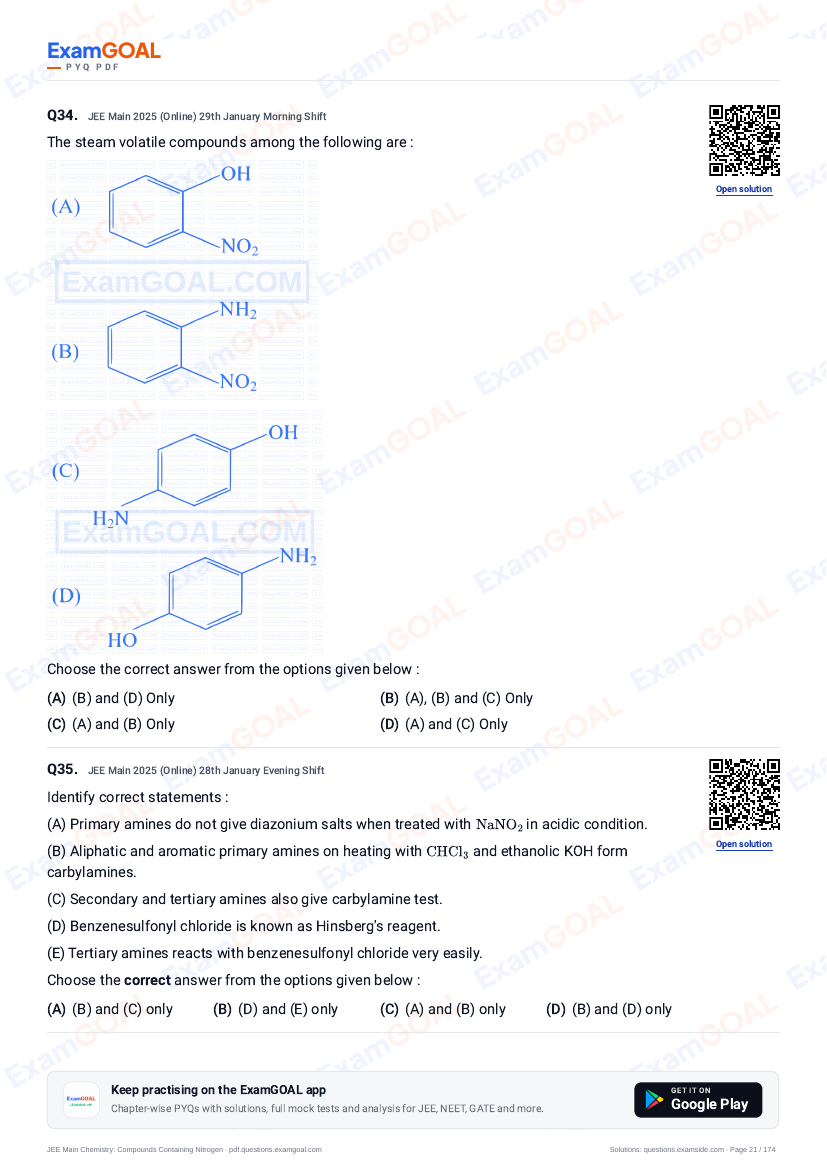 ExamGOAL
PYQ PDF
Q34. JEE Main 2025 (Online) 29th January Morning Shift
The steam volatile compounds among the following are :
Open solution
(A)
OH
NO2
ExamGOAL.COM
(B)
NH2
NO2
(C)
OH
H2N
ExamGOAL.COM
(D)
NH2
HO
Choose the correct answer from the options given below :
(A) (B) and (D) Only (B) (A), (B) and (C) Only
(C) (A) and (B) Only (D) (A) and (C) Only
Q35. JEE Main 2025 (Online) 28th January Evening Shift
Identify correct statements :
(A) Primary amines do not give diazonium salts when treated with NaNO2 in acidic condition.
(B) Aliphatic and aromatic primary amines on heating with CHCl3 and ethanolic KOH form
carbylamines.
Open solution
(C) Secondary and tertiary amines also give carbylamine test.
(D) Benzenesulfonyl chloride is known as Hinsberg's reagent.
(E) Tertiary amines reacts with benzenesulfonyl chloride very easily.
Choose the correct answer from the options given below :
(A) (B) and (C) only (B) (D) and (E) only (C) (A) and (B) only (D) (B) and (D) only
ExamGOAL
Keep practising on the ExamGOAL app
Chapter-wise PYQs with solutions, full mock tests and analysis for JEE, NEET, GATE and more.
GET IT ON
Google Play
JEE Main Chemistry: Compounds Containing Nitrogen · pdf.questions.examgoal.com
Solutions: questions.examside.com · Page 21 / 174